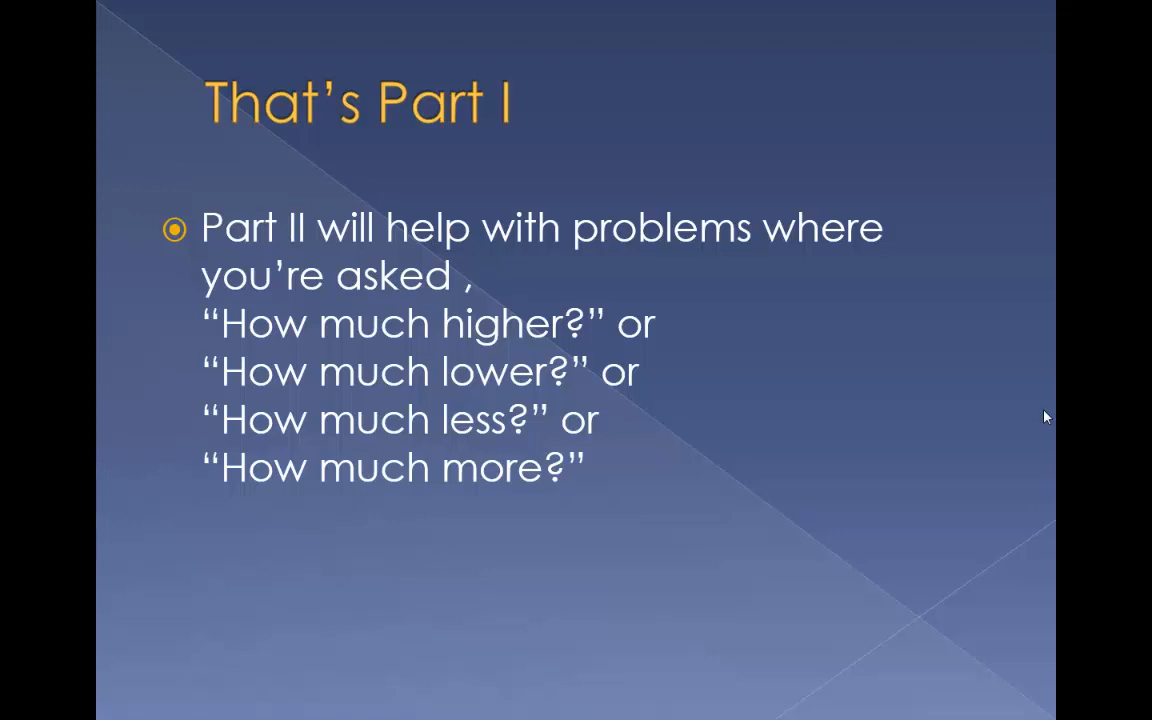 That’s Part I
Part II will help with problems where
you’re asked ,
“How much higher?” or
“How much lower?” or
“How much less?” or
“How much more?”